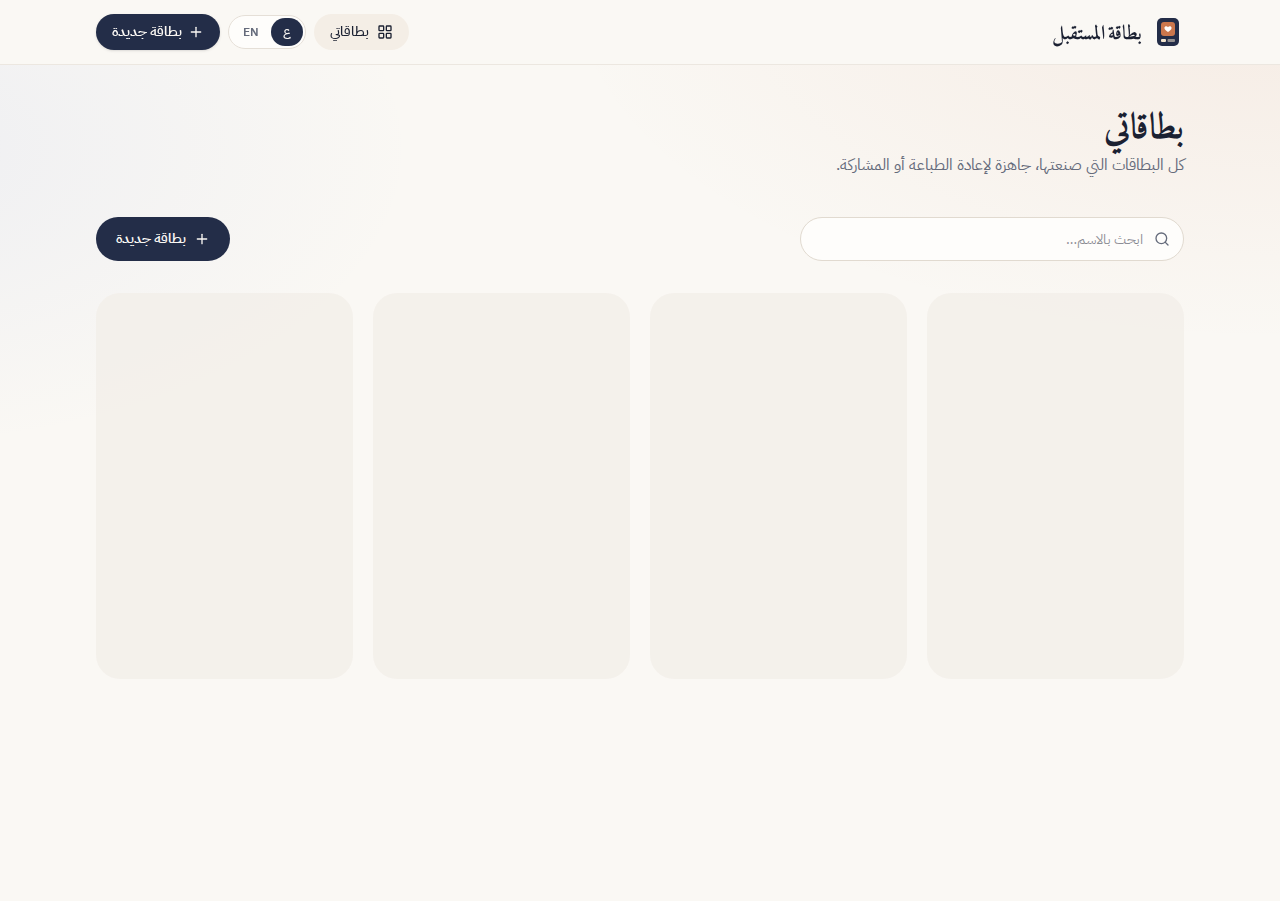 بطاقة المستقبل
بطاقاتي
ع
EN
بطاقة جديدة
بطاقاتي
كل البطاقات التي صنعتها، جاهزة لإعادة الطباعة أو المشاركة.
ابحث بالاسم...
بطاقة جديدة